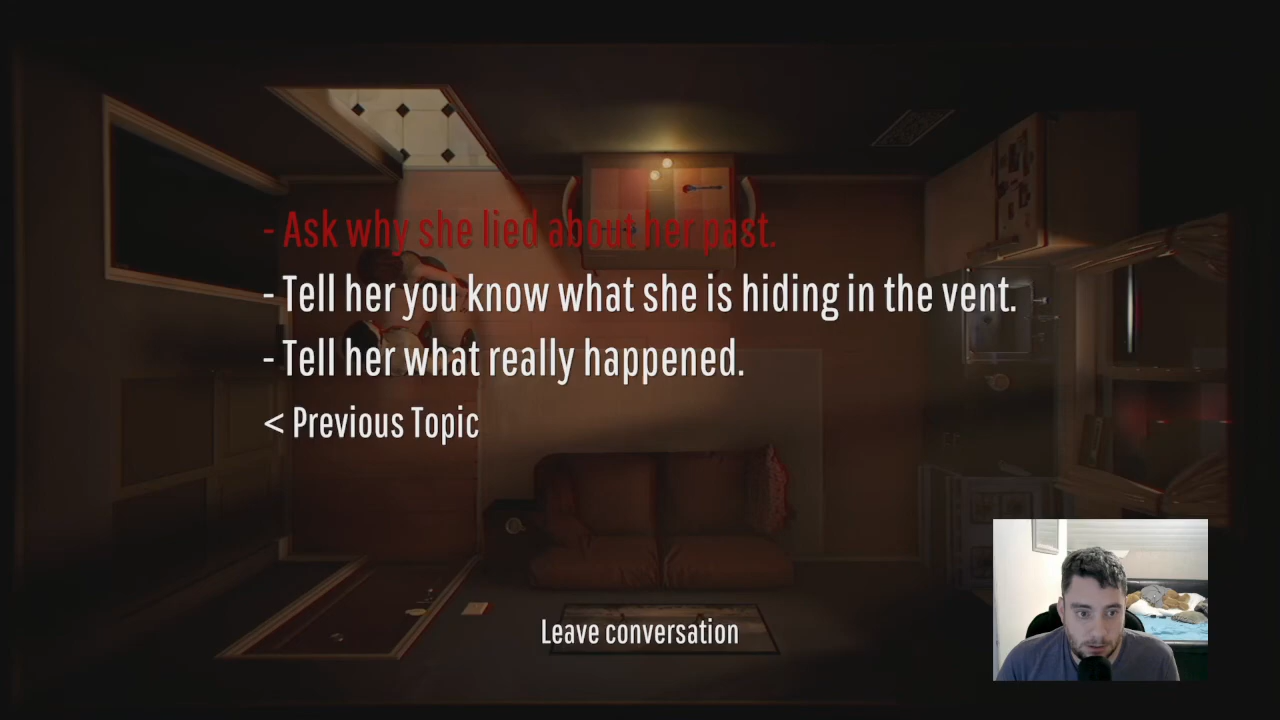 - Ask why she lied about her past.
- Tell her you know what she is hiding in the vent.
- Tell her what really happened.
< Previous Topic
Leave conversation